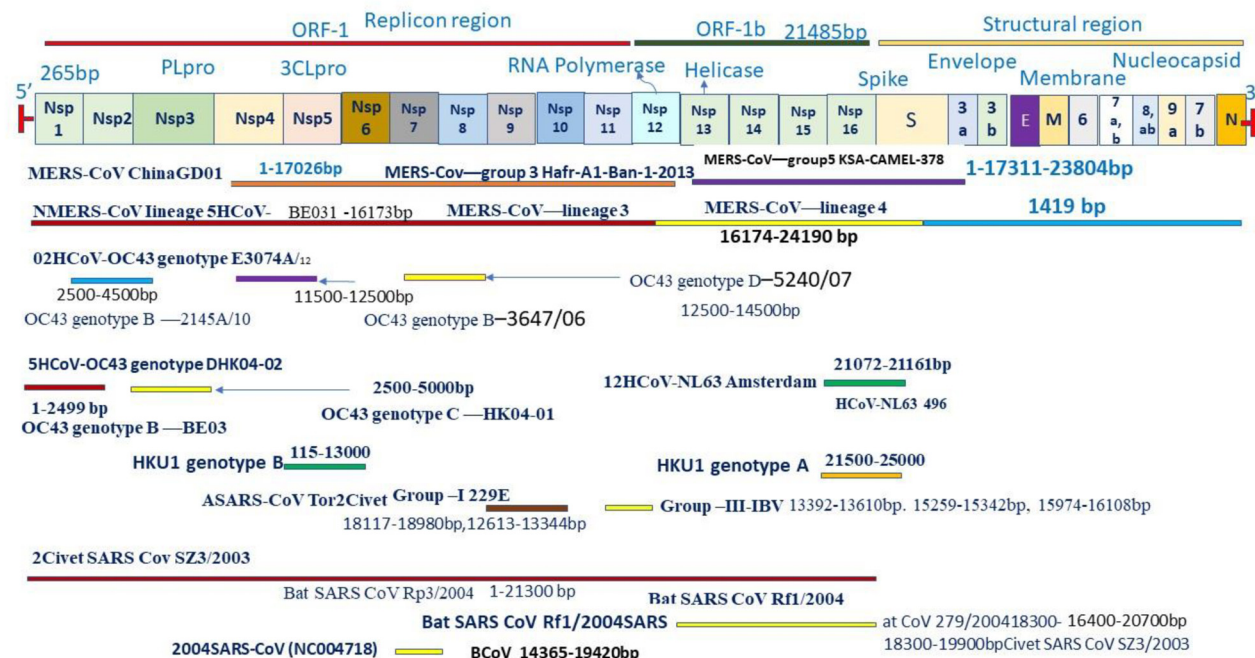 ORF-1 Replicon region ORF-1b 21485bp Structural region
265bp PLpro 3CLpro RNA Polymerase Helicase Spike Envelope Membrane Nucleocapsid
5' Nsp 1 Nsp2 Nsp3 Nsp4 Nsp5 Nsp 6 Nsp 7 Nsp 8 Nsp 9 Nsp 10 Nsp 11 Nsp 12 Nsp 13 Nsp 14 Nsp 15 Nsp 16 S 3 a 3 b E M 6 7 a, b 8, ab 9 a 7 b N 3
MERS-CoV—group5 KSA-CAMEL-378
MERS-CoV ChinaGD01 1-17026bp MERS-Cov—group 3 Hafr-A1-Ban-1-2013 1-17311-23804bp
NMERS-CoV lineage 5HCoV- BE031 -16173bp MERS-CoV—lineage 3 MERS-CoV—lineage 4 1419 bp
16174-24190 bp
02HCoV-OC43 genotype E3074A/12
2500-4500bp 11500-12500bp OC43 genotype D—5240/07
OC43 genotype B —2145A/10 OC43 genotype B—3647/06 12500-14500bp
5HCoV-OC43 genotype DHK04-02 21072-21161bp
2500-5000bp 12HCoV-NL63 Amsterdam
1-2499 bp OC43 genotype C —HK04-01 HCoV-NL63 496
OC43 genotype B —BE03
HKU1 genotype B 115-13000 HKU1 genotype A 21500-25000
ASARS-CoV Tor2Civet Group –I 229E Group –III-IBV 13392-13610bp. 15259-15342bp, 15974-16108bp
18117-18980bp,12613-13344bp
2Civet SARS Cov SZ3/2003
Bat SARS CoV Rp3/2004 1-21300 bp Bat SARS CoV Rf1/2004
Bat SARS CoV Rf1/2004SARS at CoV 279/200418300- 16400-20700bp
18300-19900bpCivet SARS CoV SZ3/2003
2004SARS-CoV (NC004718) BCoV 14365-19420bp